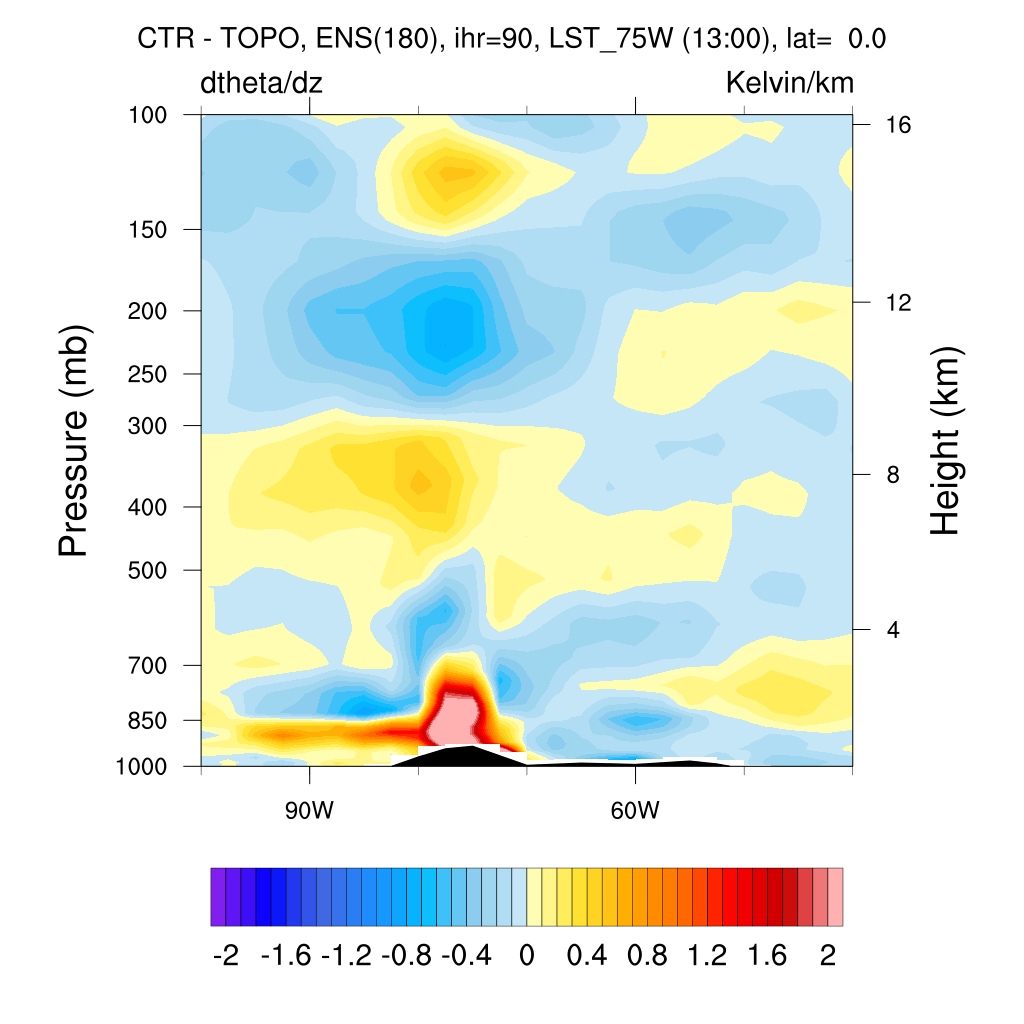 CTR - TOPO, ENS(180), ihr=90, LST_75W (13:00), lat=  0.0
dtheta/dz Kelvin/km
100
150
200
250
300
400
500
700
850
1000
Pressure (mb)
16
12
8
4
Height (km)
90W 60W
-2 -1.6 -1.2 -0.8 -0.4 0 0.4 0.8 1.2 1.6 2